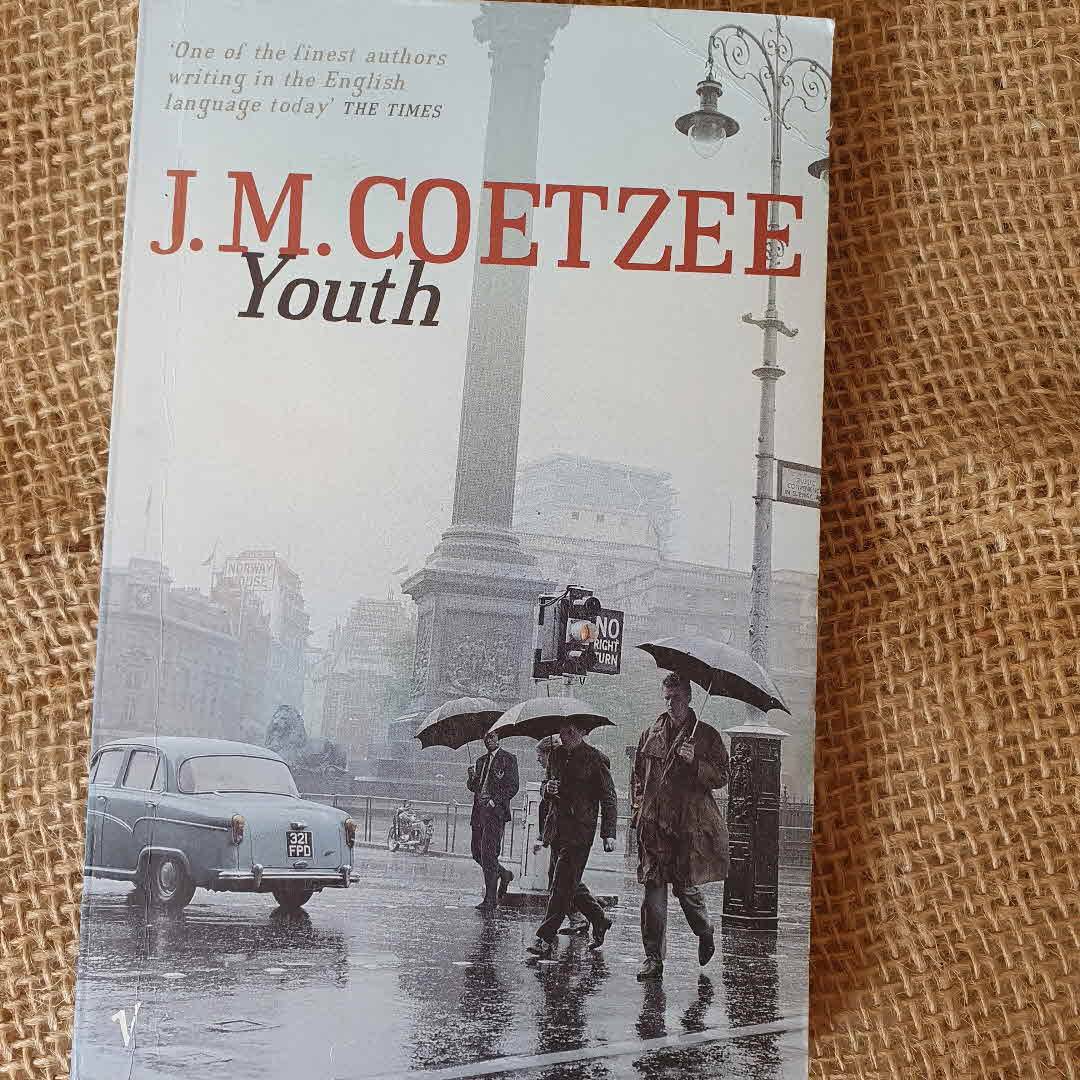 'One of the finest authors
writing in the English
language today' THE TIMES
J.M.COETZEE
Youth
NORWAY
HOUSE
NO
RIGHT
TURN
321
FPD
V